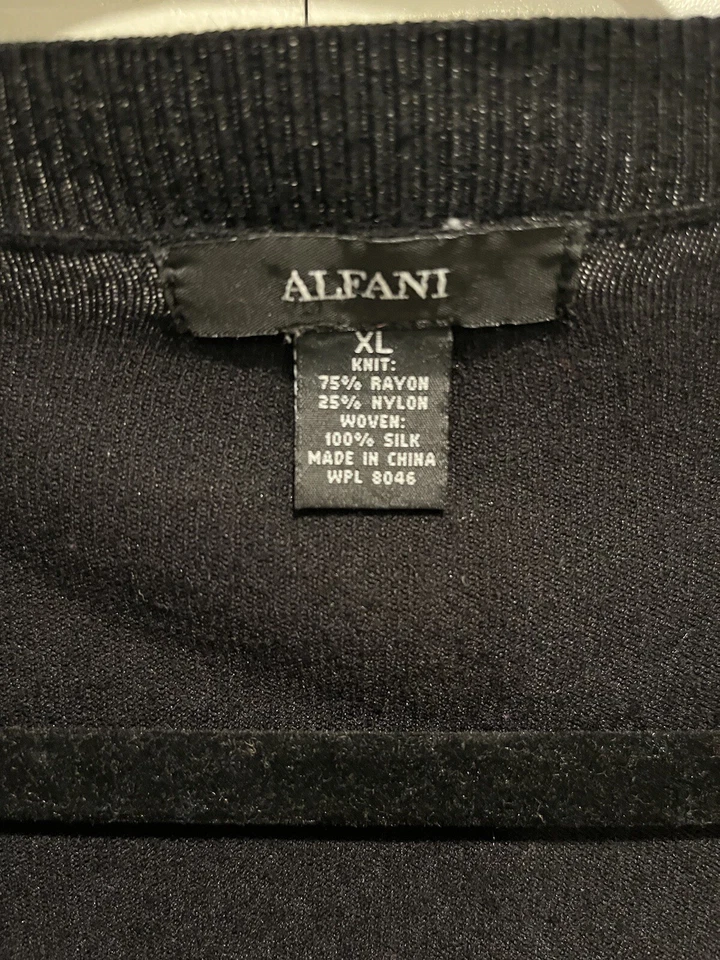 ALFANI
XL
KNIT:
75% RAYON
25% NYLON
WOVEN:
100% SILK
MADE IN CHINA
WPL 8046